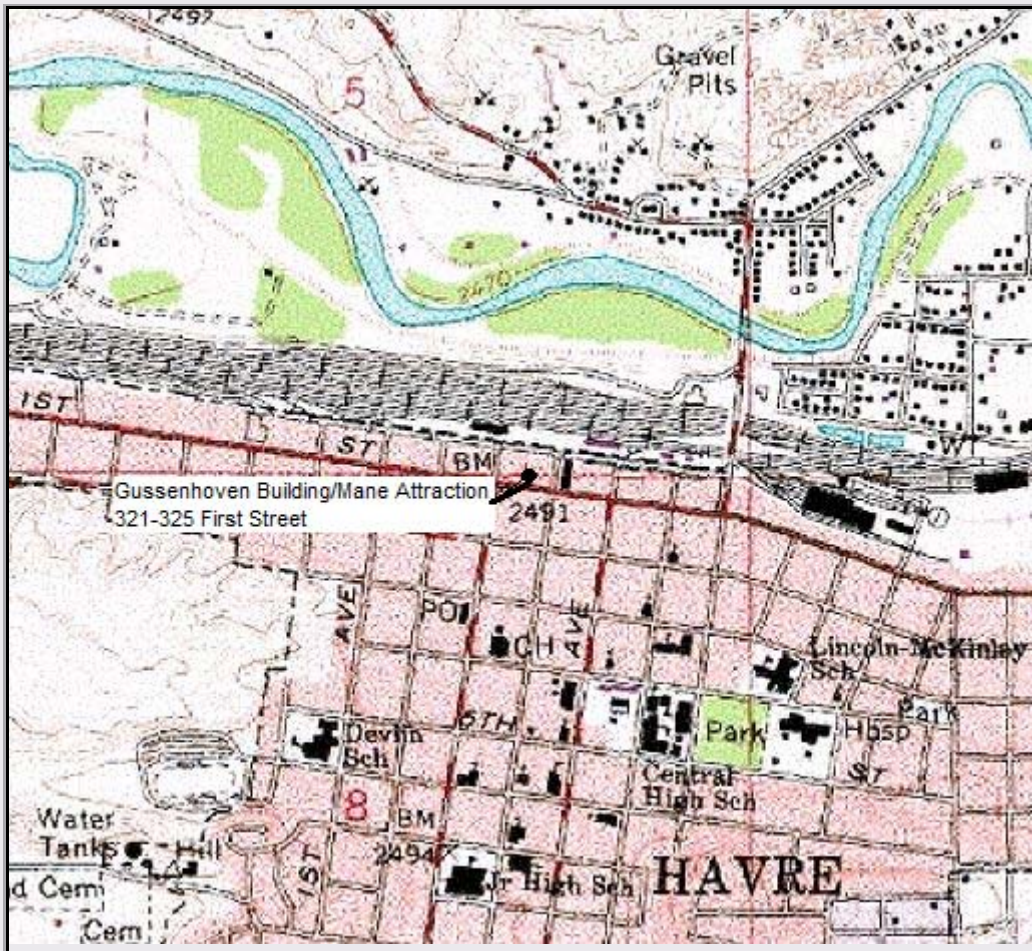 2497
Gravel
Pits
5
2470
1ST
ST
BM
W
Gussenhoven Building/Mane Attraction
321-325 First Street
2491
AVE
PO
CH
AVE
Lincoln-McKinley
Sch
5TH
Devlin
Sch
Park
Hosp
Park
ST
Central
High Sch
8
BM
2494
Water
Tanks
Hill
1ST
Jr High Sch
HAVRE
d Cem
Cem